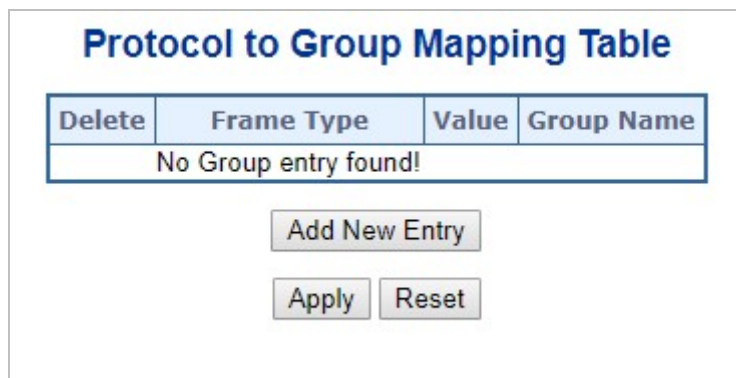 Protocol to Group Mapping Table
Delete Frame Type Value Group Name
No Group entry found!
Add New Entry
Apply Reset